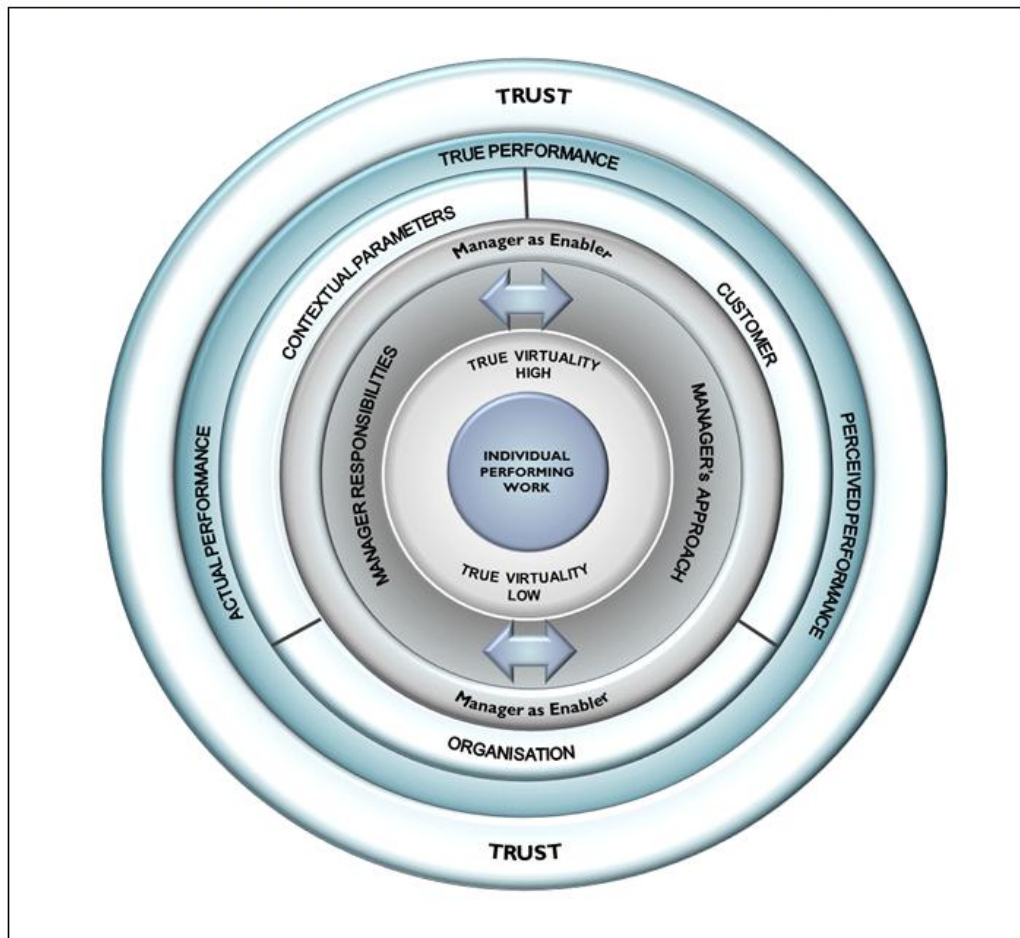 TRUST
TRUE PERFORMANCE
CONTEXTUAL PARAMETERS
Manager as Enabler
CUSTOMER
TRUE VIRTUALITY
HIGH
MANAGER RESPONSIBILITIES
MANAGER's APPROACH
INDIVIDUAL
PERFORMING
WORK
ACTUAL PERFORMANCE
PERCEIVED PERFORMANCE
TRUE VIRTUALITY
LOW
Manager as Enabler
ORGANISATION
TRUST